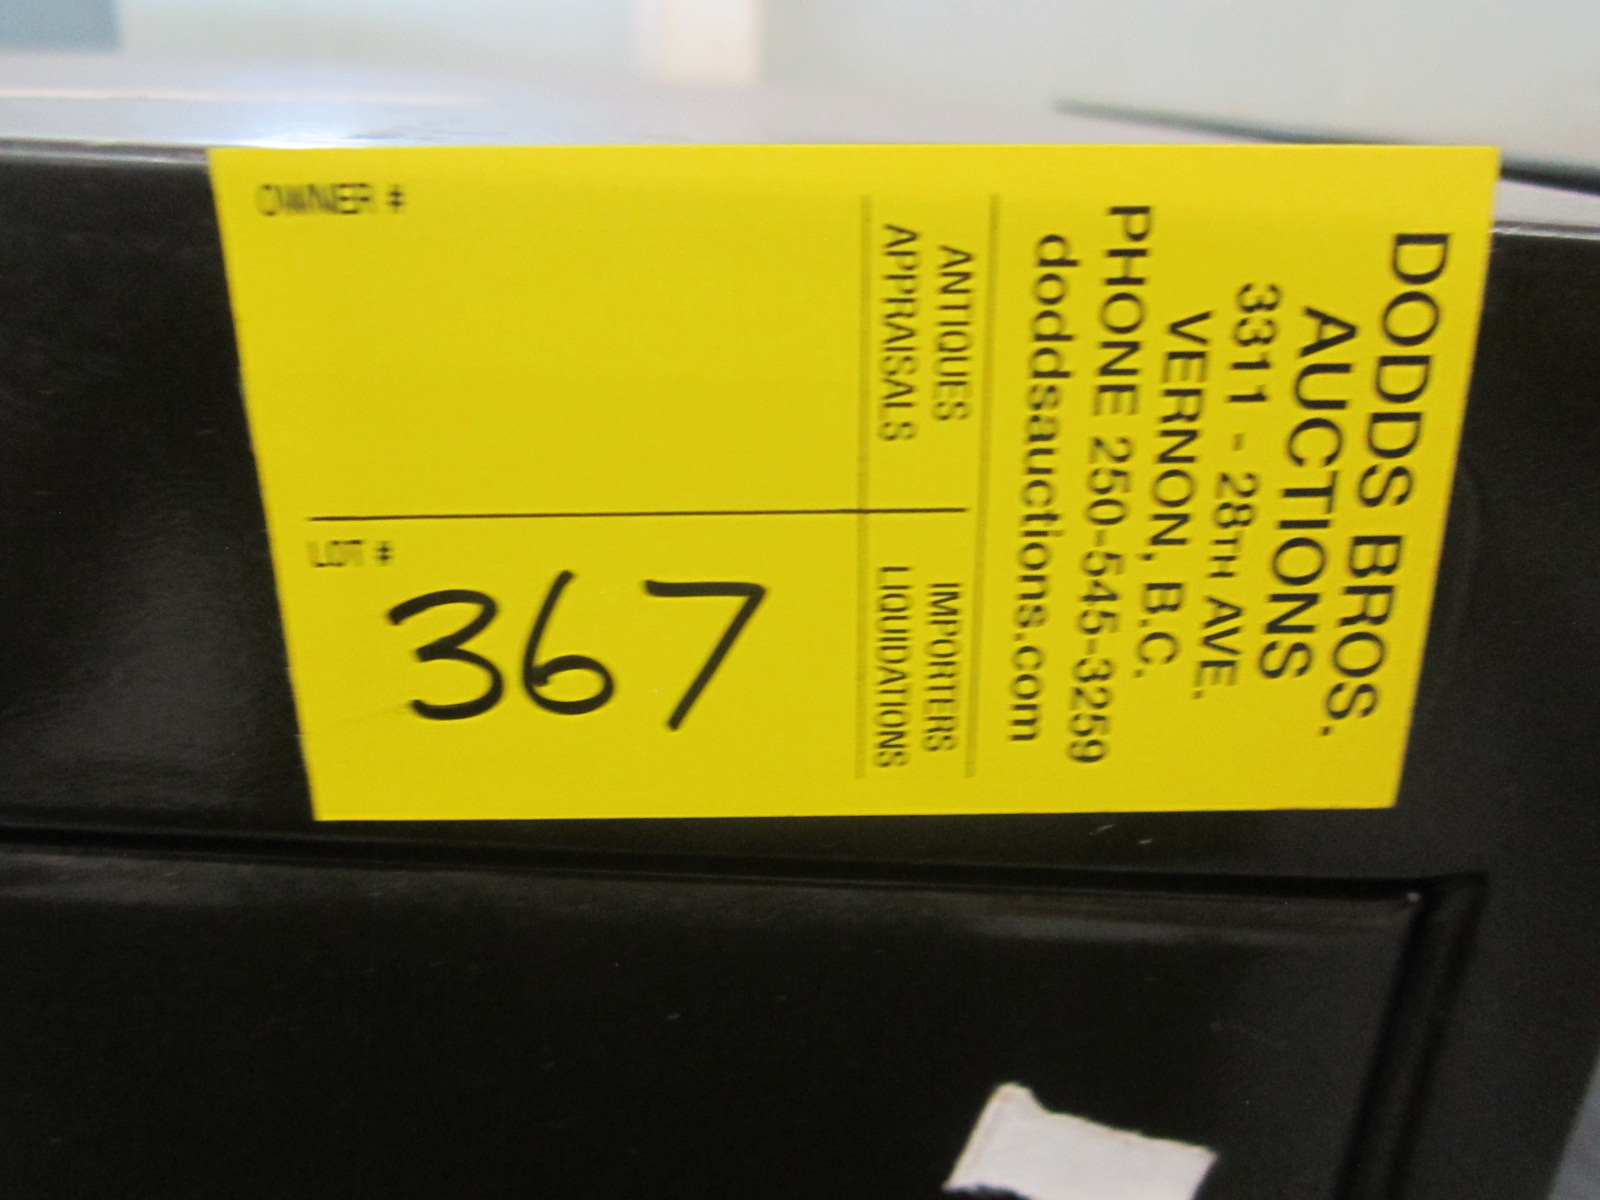 DODDS BROS.
AUCTIONS
3311 - 28TH AVE.
VERNON, B.C.
PHONE 250-545-3259
doddsauctions.com
ANTIQUES
APPRAISALS
IMPORTERS
LIQUIDATIONS
OWNER #
LOT #
367